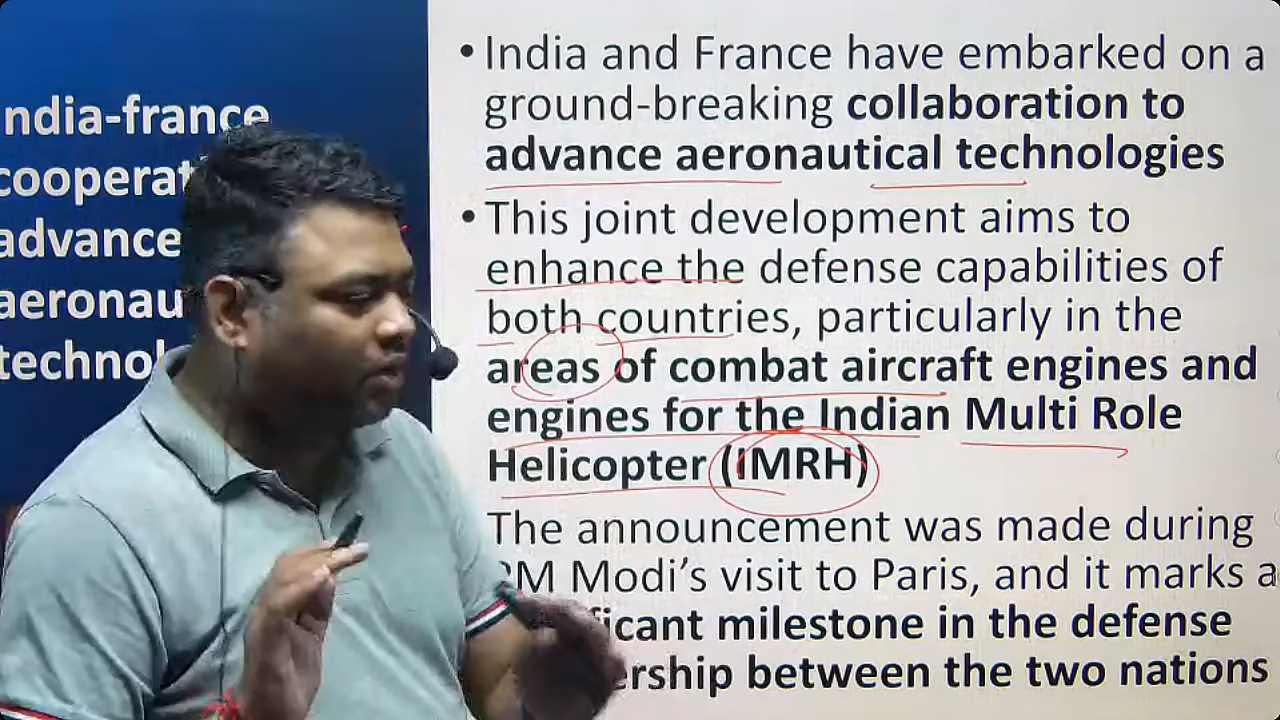 ndia-france
cooperat
advance
aeronau
technol
• India and France have embarked on a
ground-breaking collaboration to
advance aeronautical technologies
• This joint development aims to
enhance the defense capabilities of
both countries, particularly in the
areas of combat aircraft engines and
engines for the Indian Multi Role
Helicopter (IMRH)
The announcement was made during
PM Modi's visit to Paris, and it marks a
icant milestone in the defense
ership between the two nations